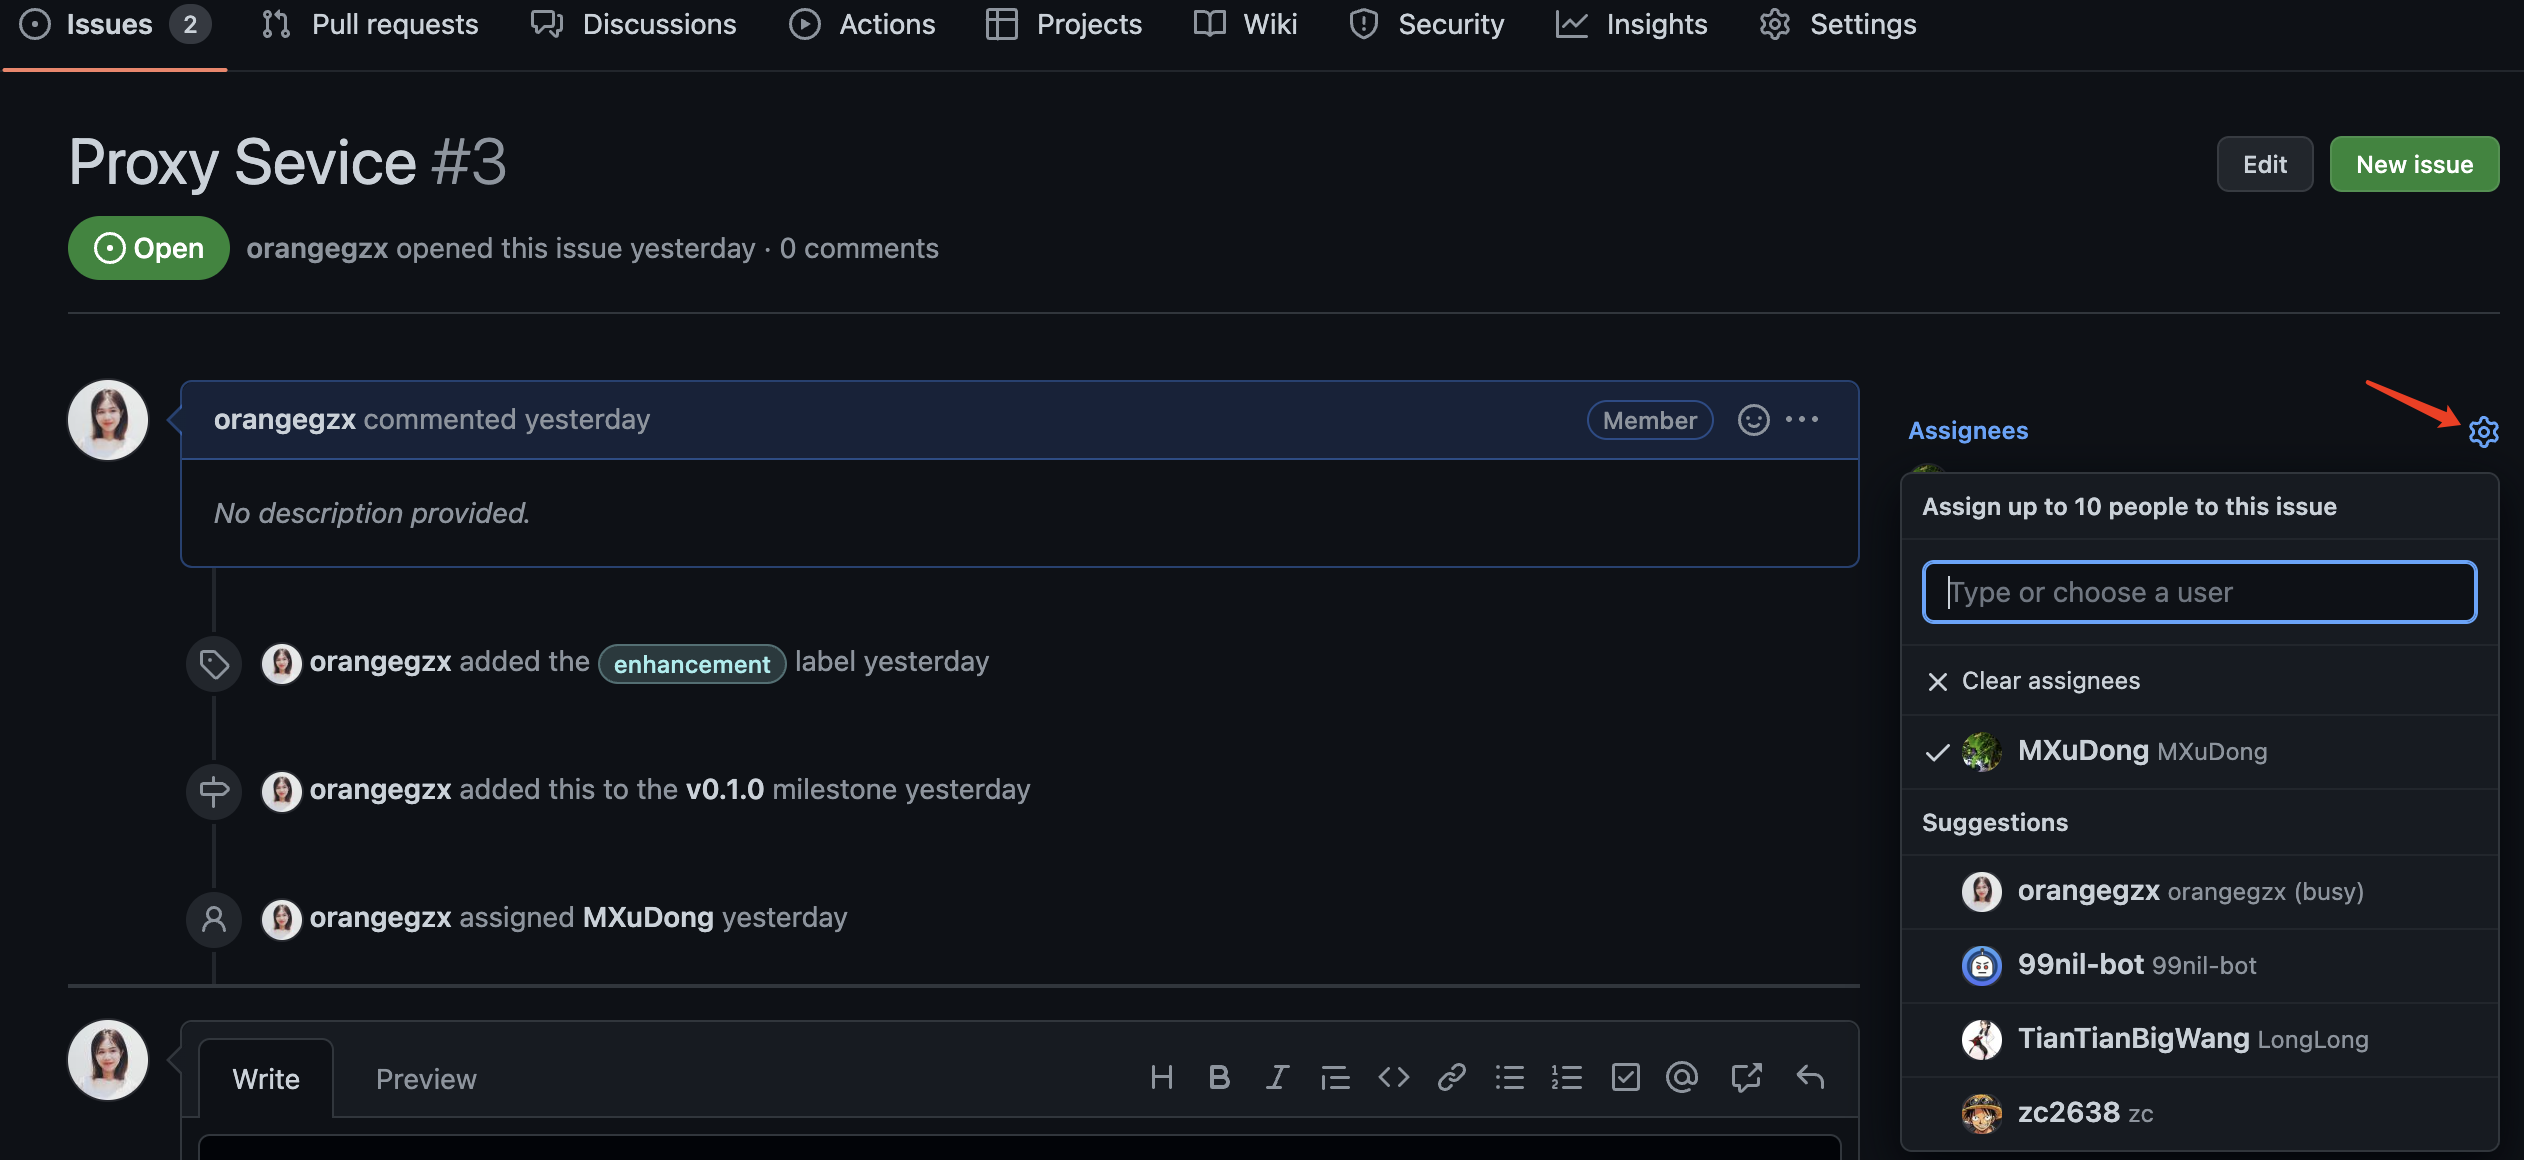 Issues 2 Pull requests Discussions Actions Projects Wiki Security Insights Settings
Proxy Sevice #3
Edit New issue
Open orangegzx opened this issue yesterday · 0 comments
orangegzx commented yesterday Member
No description provided.
orangegzx added the enhancement label yesterday
orangegzx added this to the v0.1.0 milestone yesterday
orangegzx assigned MXuDong yesterday
Write Preview
Assignees
Assign up to 10 people to this issue
Type or choose a user
Clear assignees
MXuDong MXuDong
Suggestions
orangegzx orangegzx (busy)
99nil-bot 99nil-bot
TianTianBigWang LongLong
zc2638 zc